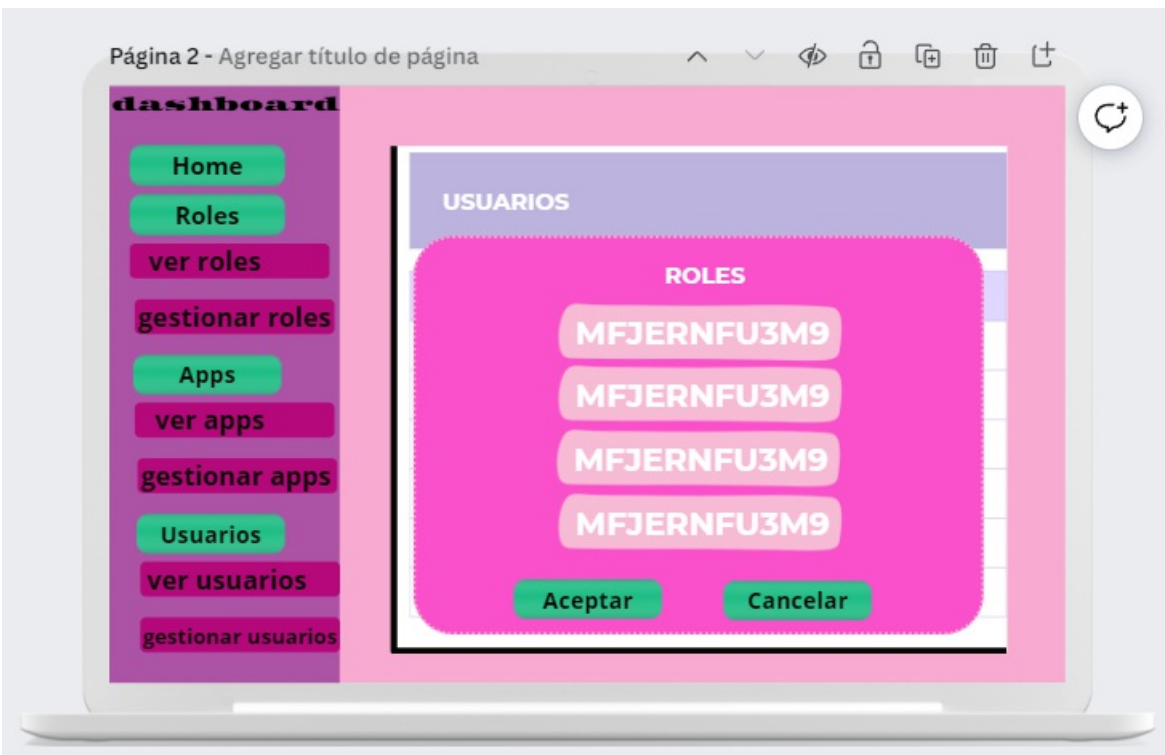 Página 2 - Agregar título de página
dashboard
Home
Roles
ver roles
gestionar roles
Apps
ver apps
gestionar apps
Usuarios
ver usuarios
gestionar usuarios
USUARIOS
ROLES
MFJERNFU3M9
MFJERNFU3M9
MFJERNFU3M9
MFJERNFU3M9
Aceptar
Cancelar